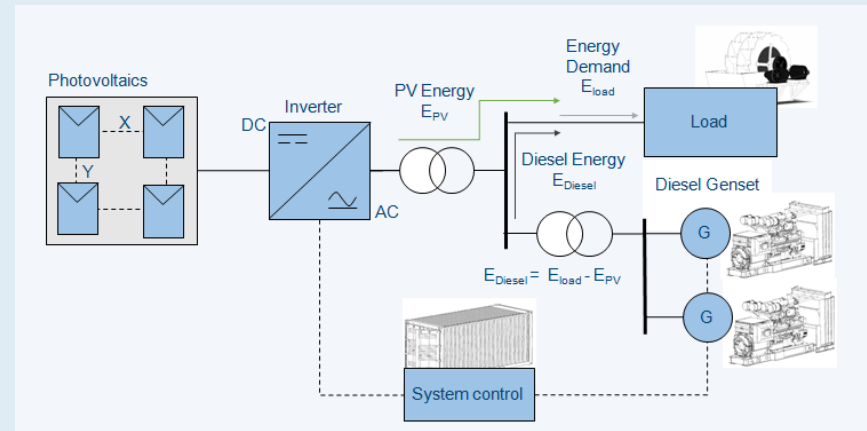 Photovoltaics
X
Y
DC
Inverter
AC
PV Energy
E_PV
Energy
Demand
E_load
Load
Diesel Energy
E_Diesel
Diesel Genset
G
E_Diesel = E_load - E_PV
G
System control